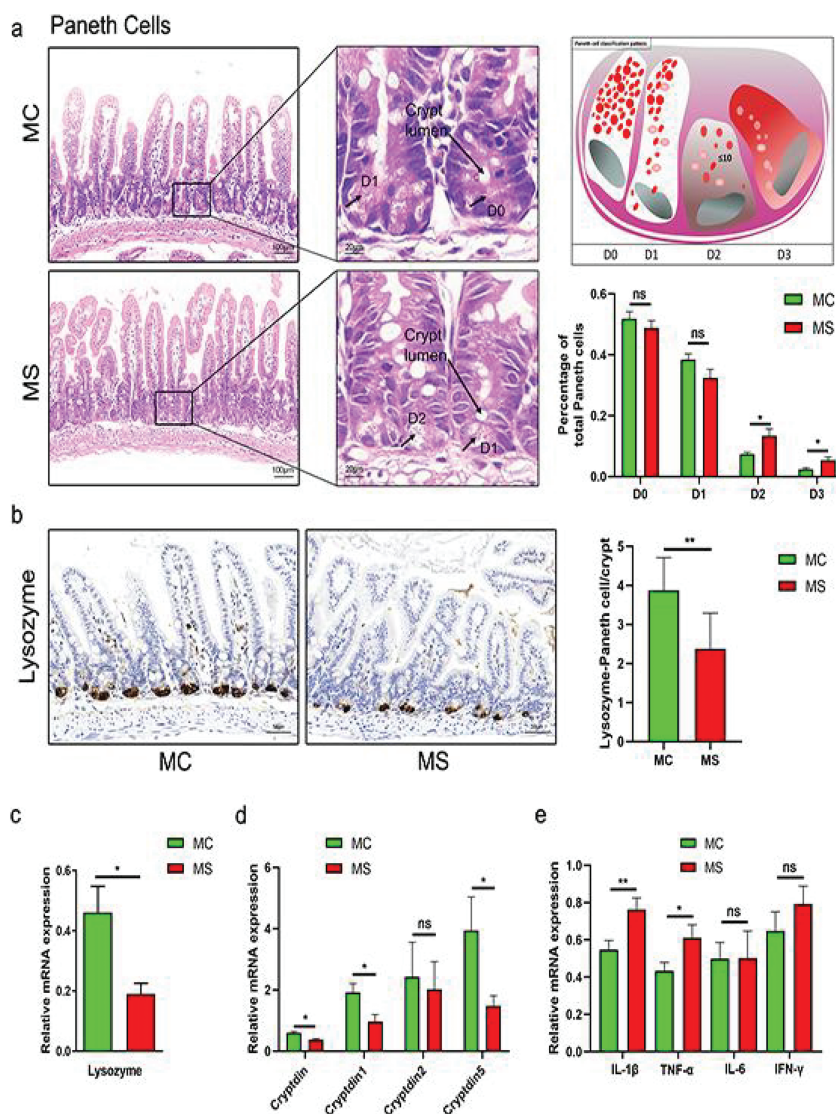 a
Paneth Cells
MC
100μm
Crypt
lumen
D1
D0
20μm
Paneth cell classification pattern
≤10
D0 D1 D2 D3
MS
100μm
Crypt
lumen
D2
D1
20μm
MC
MS
Percentage of
total Paneth cells
0.6
0.4
0.2
0.0
ns
ns
*
*
D0 D1 D2 D3
b
Lysozyme
MC
MS
MC
MS
Lysozyme-Paneth cell/crypt
5
4
3
2
1
0
**
MC MS
c
MC
MS
Relative mRNA expression
0.6
0.4
0.2
0.0
*
Lysozyme
d
MC
MS
Relative mRNA expression
6
4
2
0
*
*
ns
*
Cryptdin Cryptdin1 Cryptdin2 Cryptdin5
e
MC
MS
Relative mRNA expression
1.0
0.8
0.6
0.4
0.2
0.0
**
*
ns
ns
IL-1β TNF-α IL-6 IFN-γ